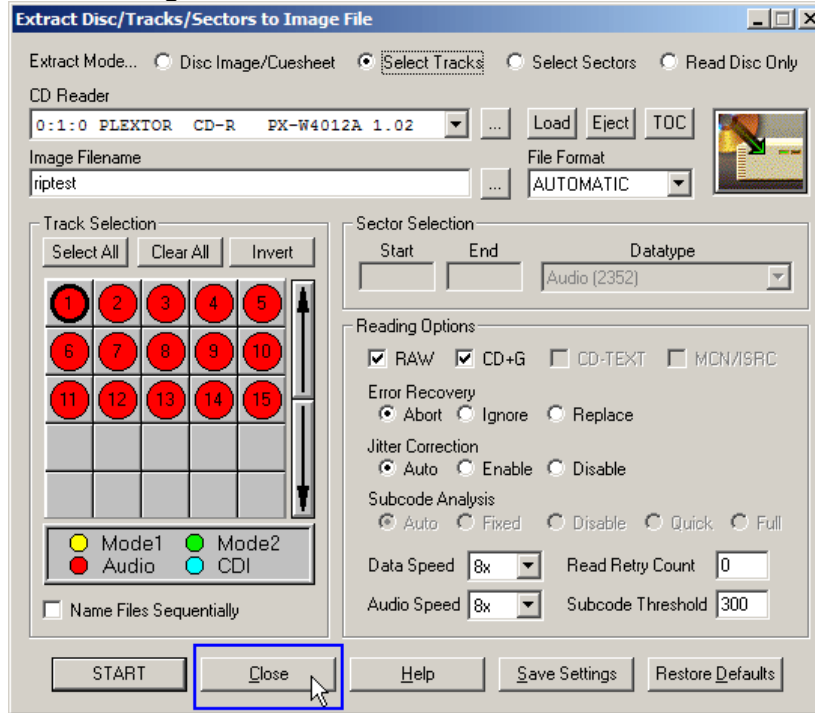 Extract Disc/Tracks/Sectors to Image File
Extract Mode... Disc Image/Cuesheet Select Tracks Select Sectors Read Disc Only
CD Reader
0:1:0 PLEXTOR CD-R PX-W4012A 1.02 ... Load Eject TOC
Image Filename File Format
riptest ... AUTOMATIC
Track Selection
Select All Clear All Invert
1 2 3 4 5
6 7 8 9 10
11 12 13 14 15
Mode1 Mode2
Audio CDI
Name Files Sequentially
Sector Selection
Start End Datatype
Audio (2352)
Reading Options
RAW CD+G CD-TEXT MCN/ISRC
Error Recovery
Abort Ignore Replace
Jitter Correction
Auto Enable Disable
Subcode Analysis
Auto Fixed Disable Quick Full
Data Speed 8x Read Retry Count 0
Audio Speed 8x Subcode Threshold 300
START Close Help Save Settings Restore Defaults